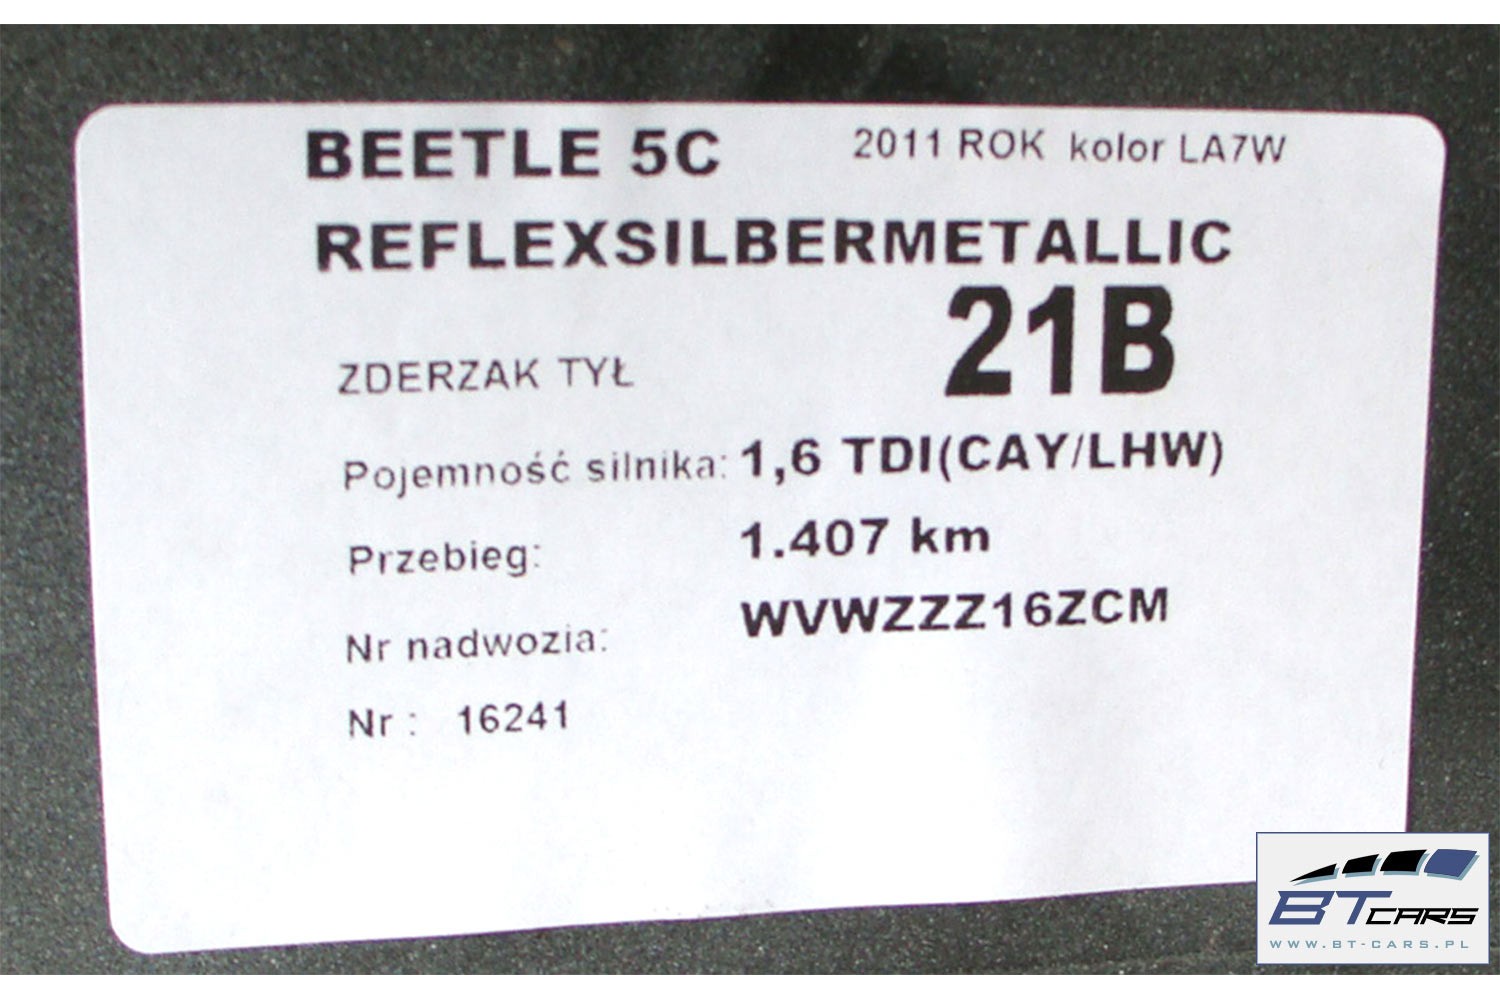 BEETLE 5C 2011 ROK kolor LA7W
REFLEXSILBERMETALLIC
21B
ZDERZAK TYŁ
Pojemność silnika: 1,6 TDI(CAY/LHW)
Przebieg: 1.407 km
Nr nadwozia: WVWZZZ16ZCM
Nr : 16241
BT CARS
WWW.BT-CARS.PL